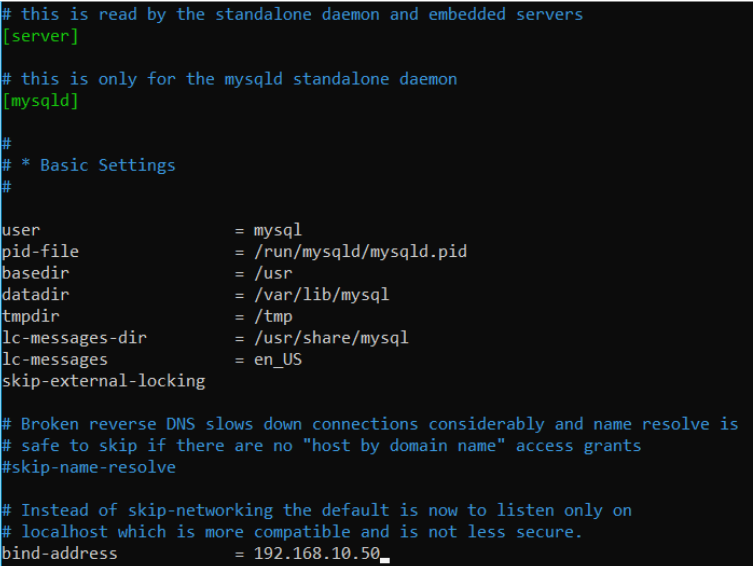 # this is read by the standalone daemon and embedded servers
[server]
# this is only for the mysqld standalone daemon
[mysqld]
#
# * Basic Settings
#
user = mysql
pid-file = /run/mysqld/mysqld.pid
basedir = /usr
datadir = /var/lib/mysql
tmpdir = /tmp
lc-messages-dir = /usr/share/mysql
lc-messages = en_US
skip-external-locking
# Broken reverse DNS slows down connections considerably and name resolve is
# safe to skip if there are no "host by domain name" access grants
#skip-name-resolve
# Instead of skip-networking the default is now to listen only on
# localhost which is more compatible and is not less secure.
bind-address = 192.168.10.50